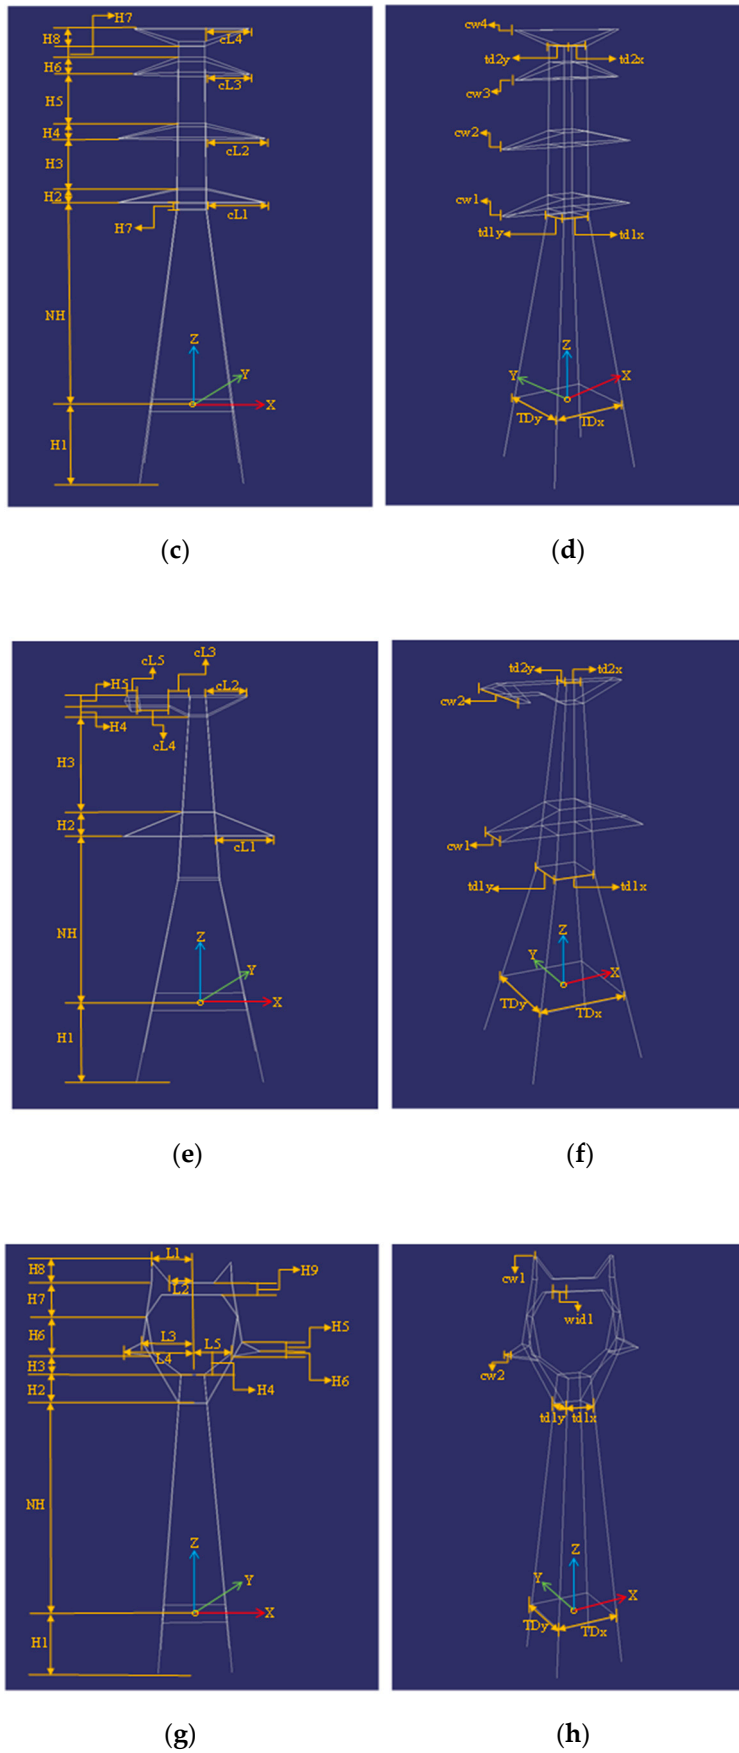 H7
H8
cL4
H6
cL3
H5
H4
cL2
H3
H2
cL1
H7
NH
Z
Y
X
H1
cw4
td2y
td2x
cw3
cw2
cw1
td1y
td1x
Z
Y
X
TDy
TDx
(c)
(d)
cL3
cL5
H5
cL2
H4
cL4
H3
H2
cL1
NH
Z
Y
X
H1
td2y
td2x
cw2
cw1
td1y
td1x
Z
Y
X
TDy
TDx
(e)
(f)
L1
H8
H9
L2
H7
H5
H6
L3
L5
L4
H3
H6
H2
H4
NH
Z
Y
X
H1
cw1
wid1
cw2
td1y
td1x
Z
Y
X
TDy
TDx
(g)
(h)